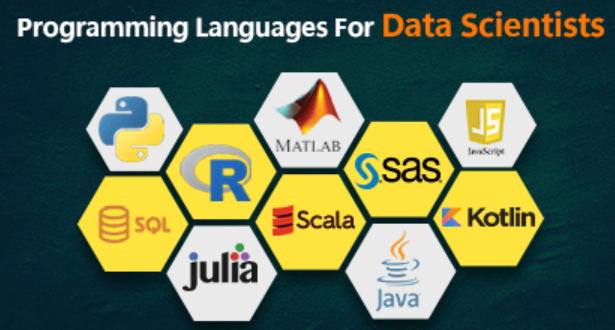 Programming Languages For Data Scientists
MATLAB
JS
JavaScript
R
sas
SQL
Scala
Kotlin
julia
Java